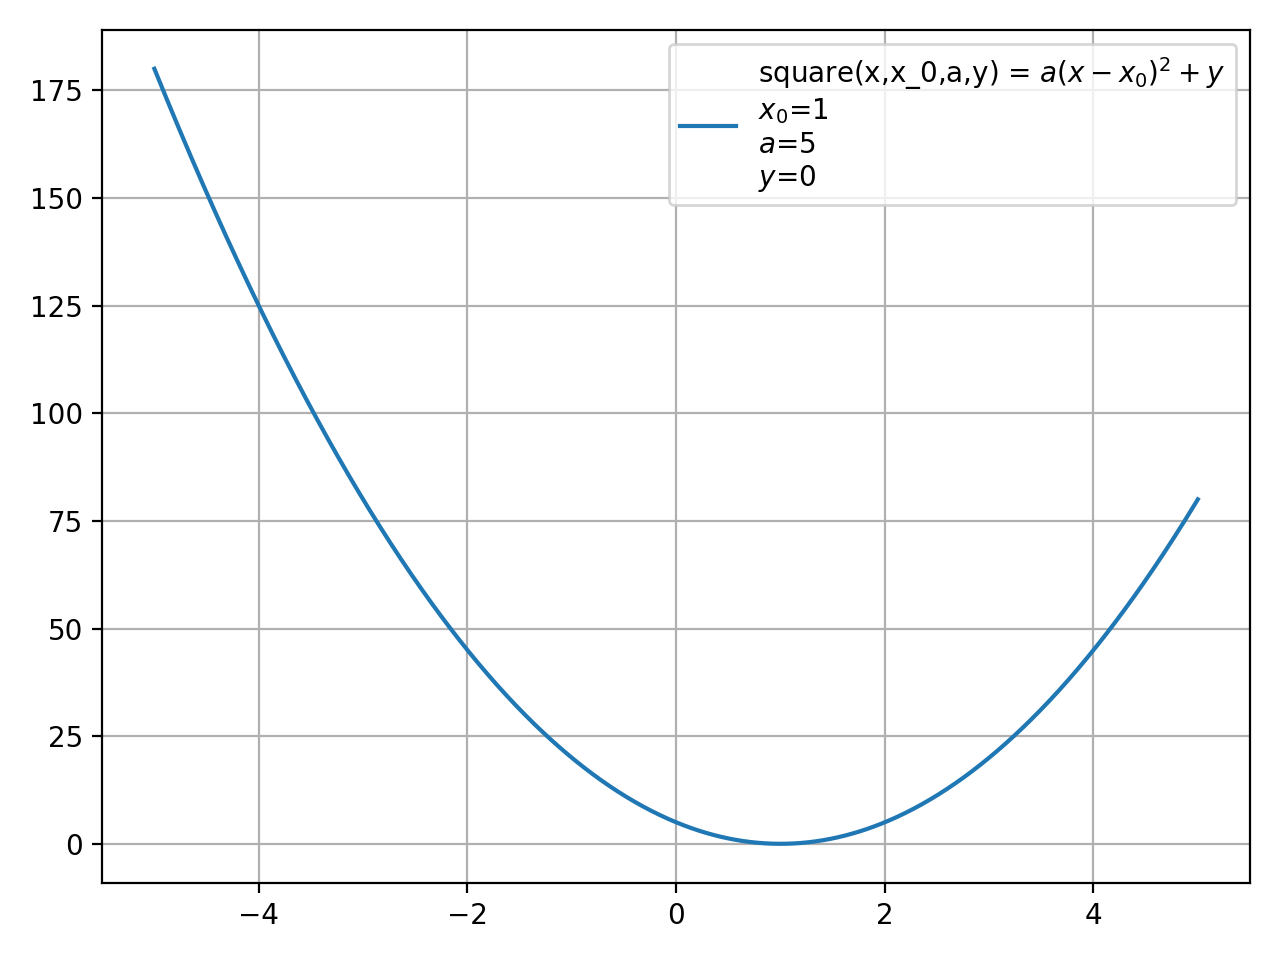 square(x,x_0,a,y) = a(x − x₀)² + y
x₀=1
a=5
y=0
175
150
125
100
75
50
25
0
−4 −2 0 2 4